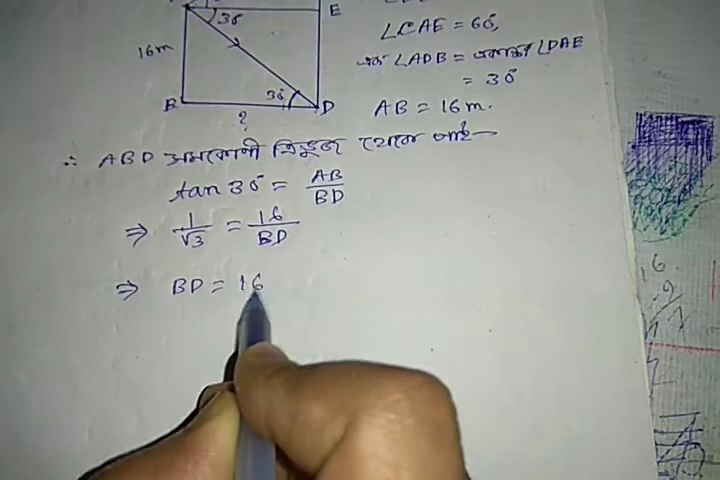 E
30°
16m
30°
B
D
?
∠CAE = 60°,
∠ADB = একান্তর ∠DAE
= 30°
AB = 16m.
∴ ABD সমকোণী ত্রিভুজ থেকে পাই—
tan 30° = AB/BD
⇒ 1/√3 = 16/BD
⇒ BD = 16
16